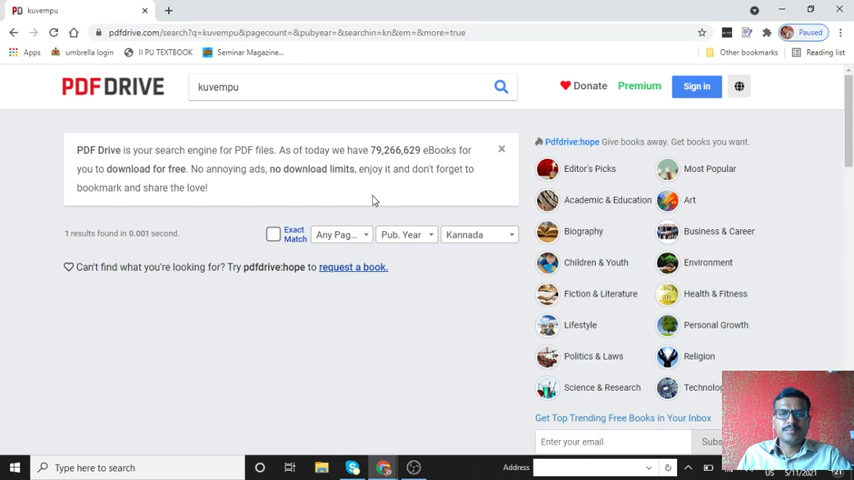 kuvempu
pdfdrive.com/search?q=kuvempu&pagecount=&pubyear=&searchin=kn&em=&more=true
Paused
Apps
umbrella login
II PU TEXTBOOK
Seminar Magazine...
Other bookmarks
Reading list
PDF DRIVE
kuvempu
Donate
Premium
Sign in
PDF Drive is your search engine for PDF files. As of today we have 79,266,629 eBooks for
you to download for free. No annoying ads, no download limits, enjoy it and don't forget to
bookmark and share the love!
1 results found in 0.001 second.
Exact
Match
Any Pag...
Pub. Year
Kannada
Can't find what you're looking for? Try pdfdrive:hope to request a book.
Pdfdrive:hope Give books away. Get books you want.
Editor's Picks
Most Popular
Academic & Education
Art
Biography
Business & Career
Children & Youth
Environment
Fiction & Literature
Health & Fitness
Lifestyle
Personal Growth
Politics & Laws
Religion
Science & Research
Technolog
Get Top Trending Free Books in Your Inbox
Enter your email
Subs
Type here to search
Address
US
5/11/2021